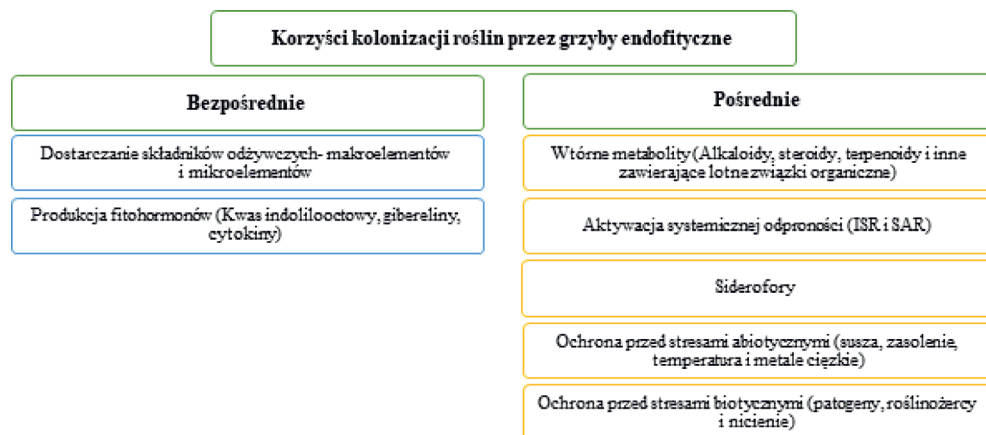 Korzyści kolonizacji roślin przez grzyby endofityczne
Bezpośrednie
Dostarczanie składników odżywczych- makroelementów
i mikroelementów
Produkcja fitohormonów (Kwas indolilooctowy, gibereliny,
cytokiny)
Pośrednie
Wtórne metabolity (Alkaloidy, steroidy, terpenoidy i inne
zawierające lotne związki organiczne)
Aktywacja systemicznej odproności (ISR i SAR)
Siderofory
Ochrona przed stresami abiotycznymi (susza, zasolenie,
temperatura i metale ciężkie)
Ochrona przed stresami biotycznymi (patogeny, roślinożercy
i nicienie)